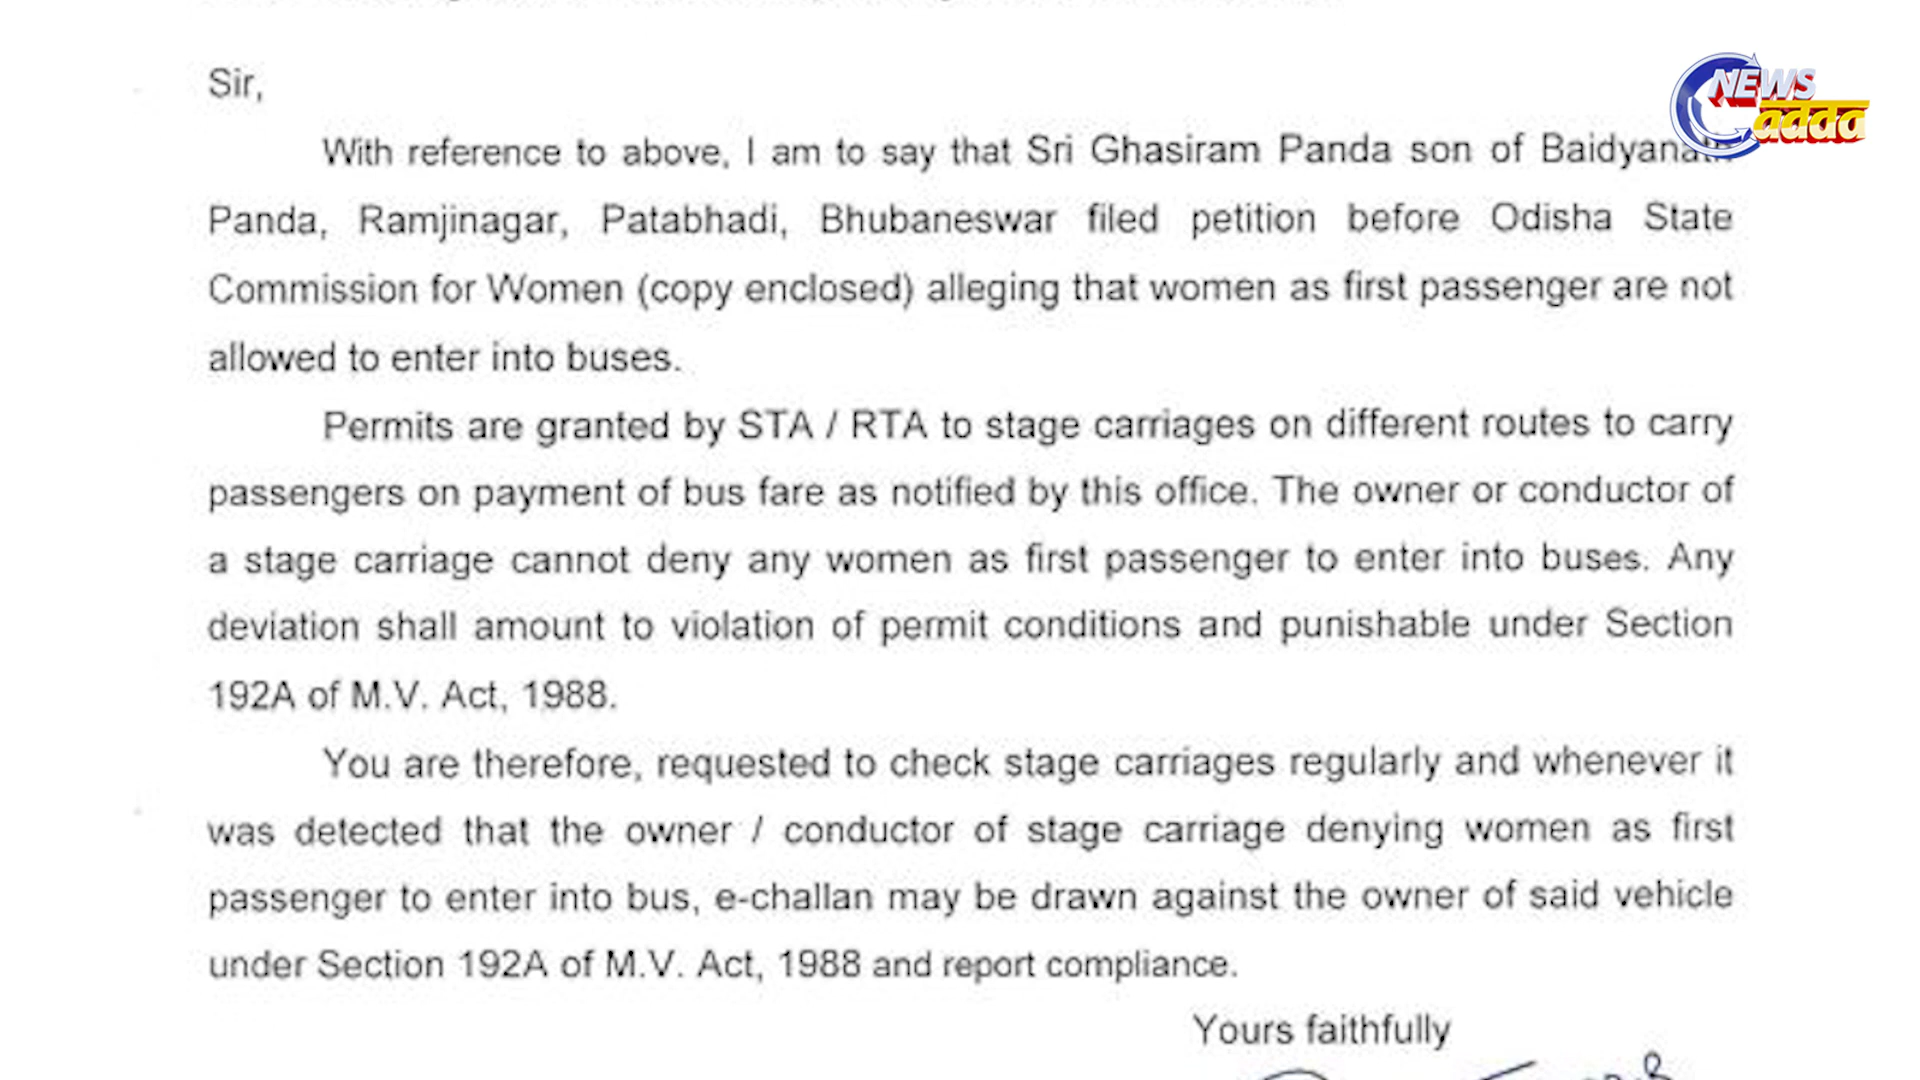 Sir,
NEWS
adda
With reference to above, I am to say that Sri Ghasiram Panda son of Baidyanath
Panda, Ramjinagar, Patabhadi, Bhubaneswar filed petition before Odisha State
Commission for Women (copy enclosed) alleging that women as first passenger are not
allowed to enter into buses.
Permits are granted by STA / RTA to stage carriages on different routes to carry
passengers on payment of bus fare as notified by this office. The owner or conductor of
a stage carriage cannot deny any women as first passenger to enter into buses. Any
deviation shall amount to violation of permit conditions and punishable under Section
192A of M.V. Act, 1988.
You are therefore, requested to check stage carriages regularly and whenever it
was detected that the owner / conductor of stage carriage denying women as first
passenger to enter into bus, e-challan may be drawn against the owner of said vehicle
under Section 192A of M.V. Act, 1988 and report compliance.
Yours faithfully